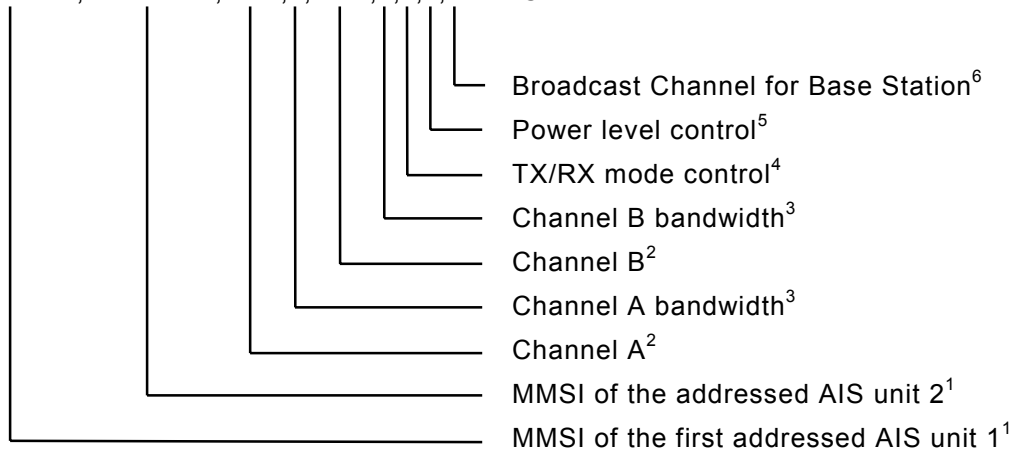 Broadcast Channel for Base Station6
Power level control5
TX/RX mode control4
Channel B bandwidth3
Channel B2
Channel A bandwidth3
Channel A2
MMSI of the addressed AIS unit 21
MMSI of the first addressed AIS unit 11